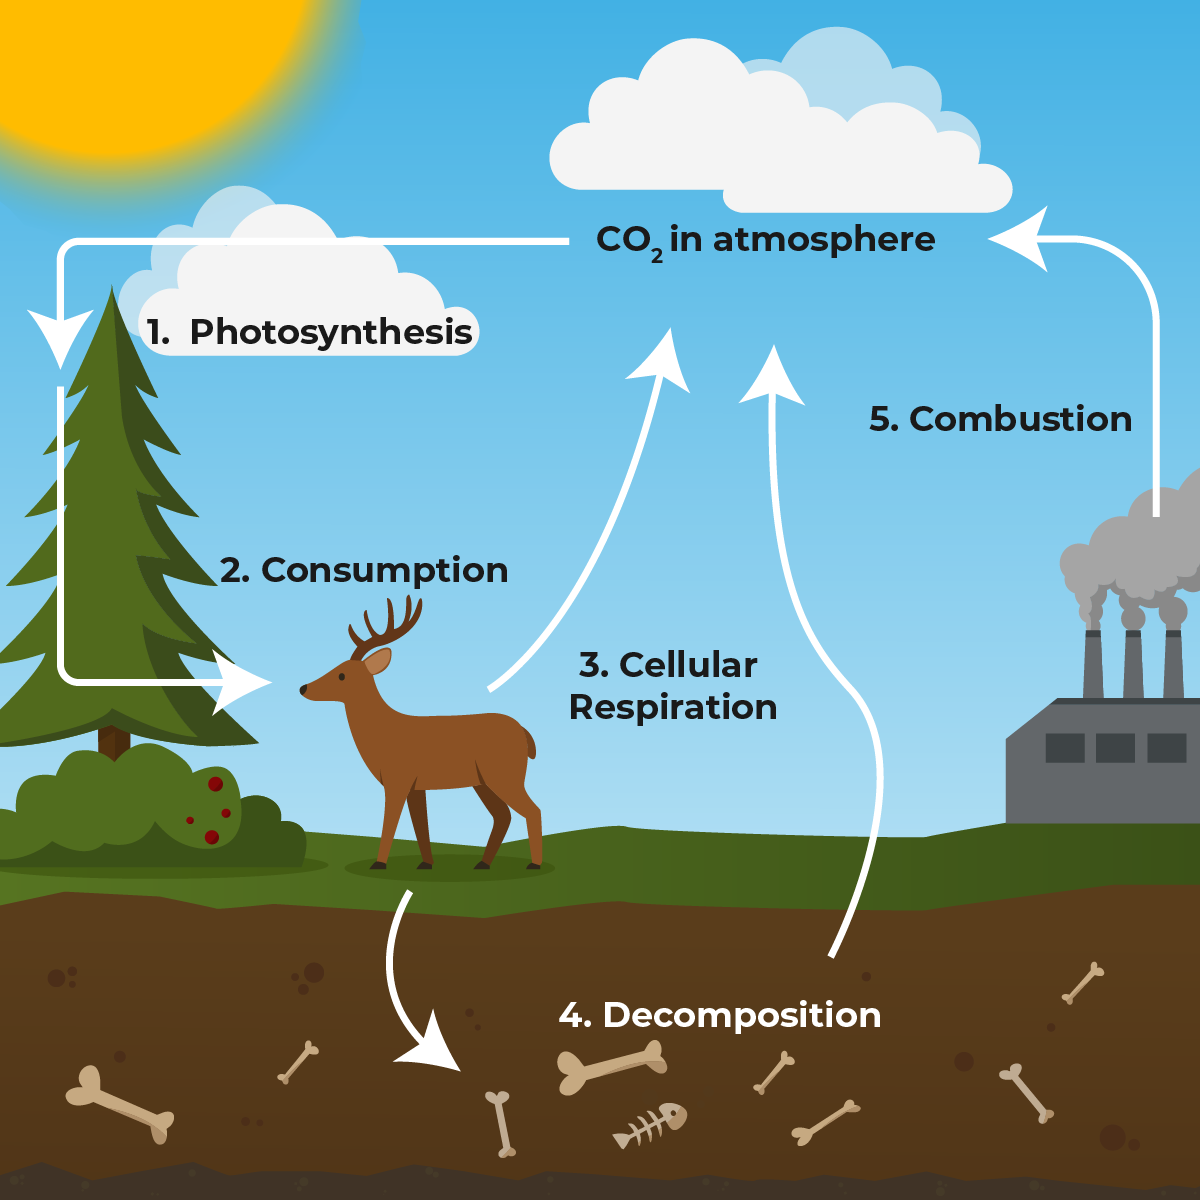 CO₂ in atmosphere
1. Photosynthesis
5. Combustion
2. Consumption
3. Cellular
Respiration
4. Decomposition